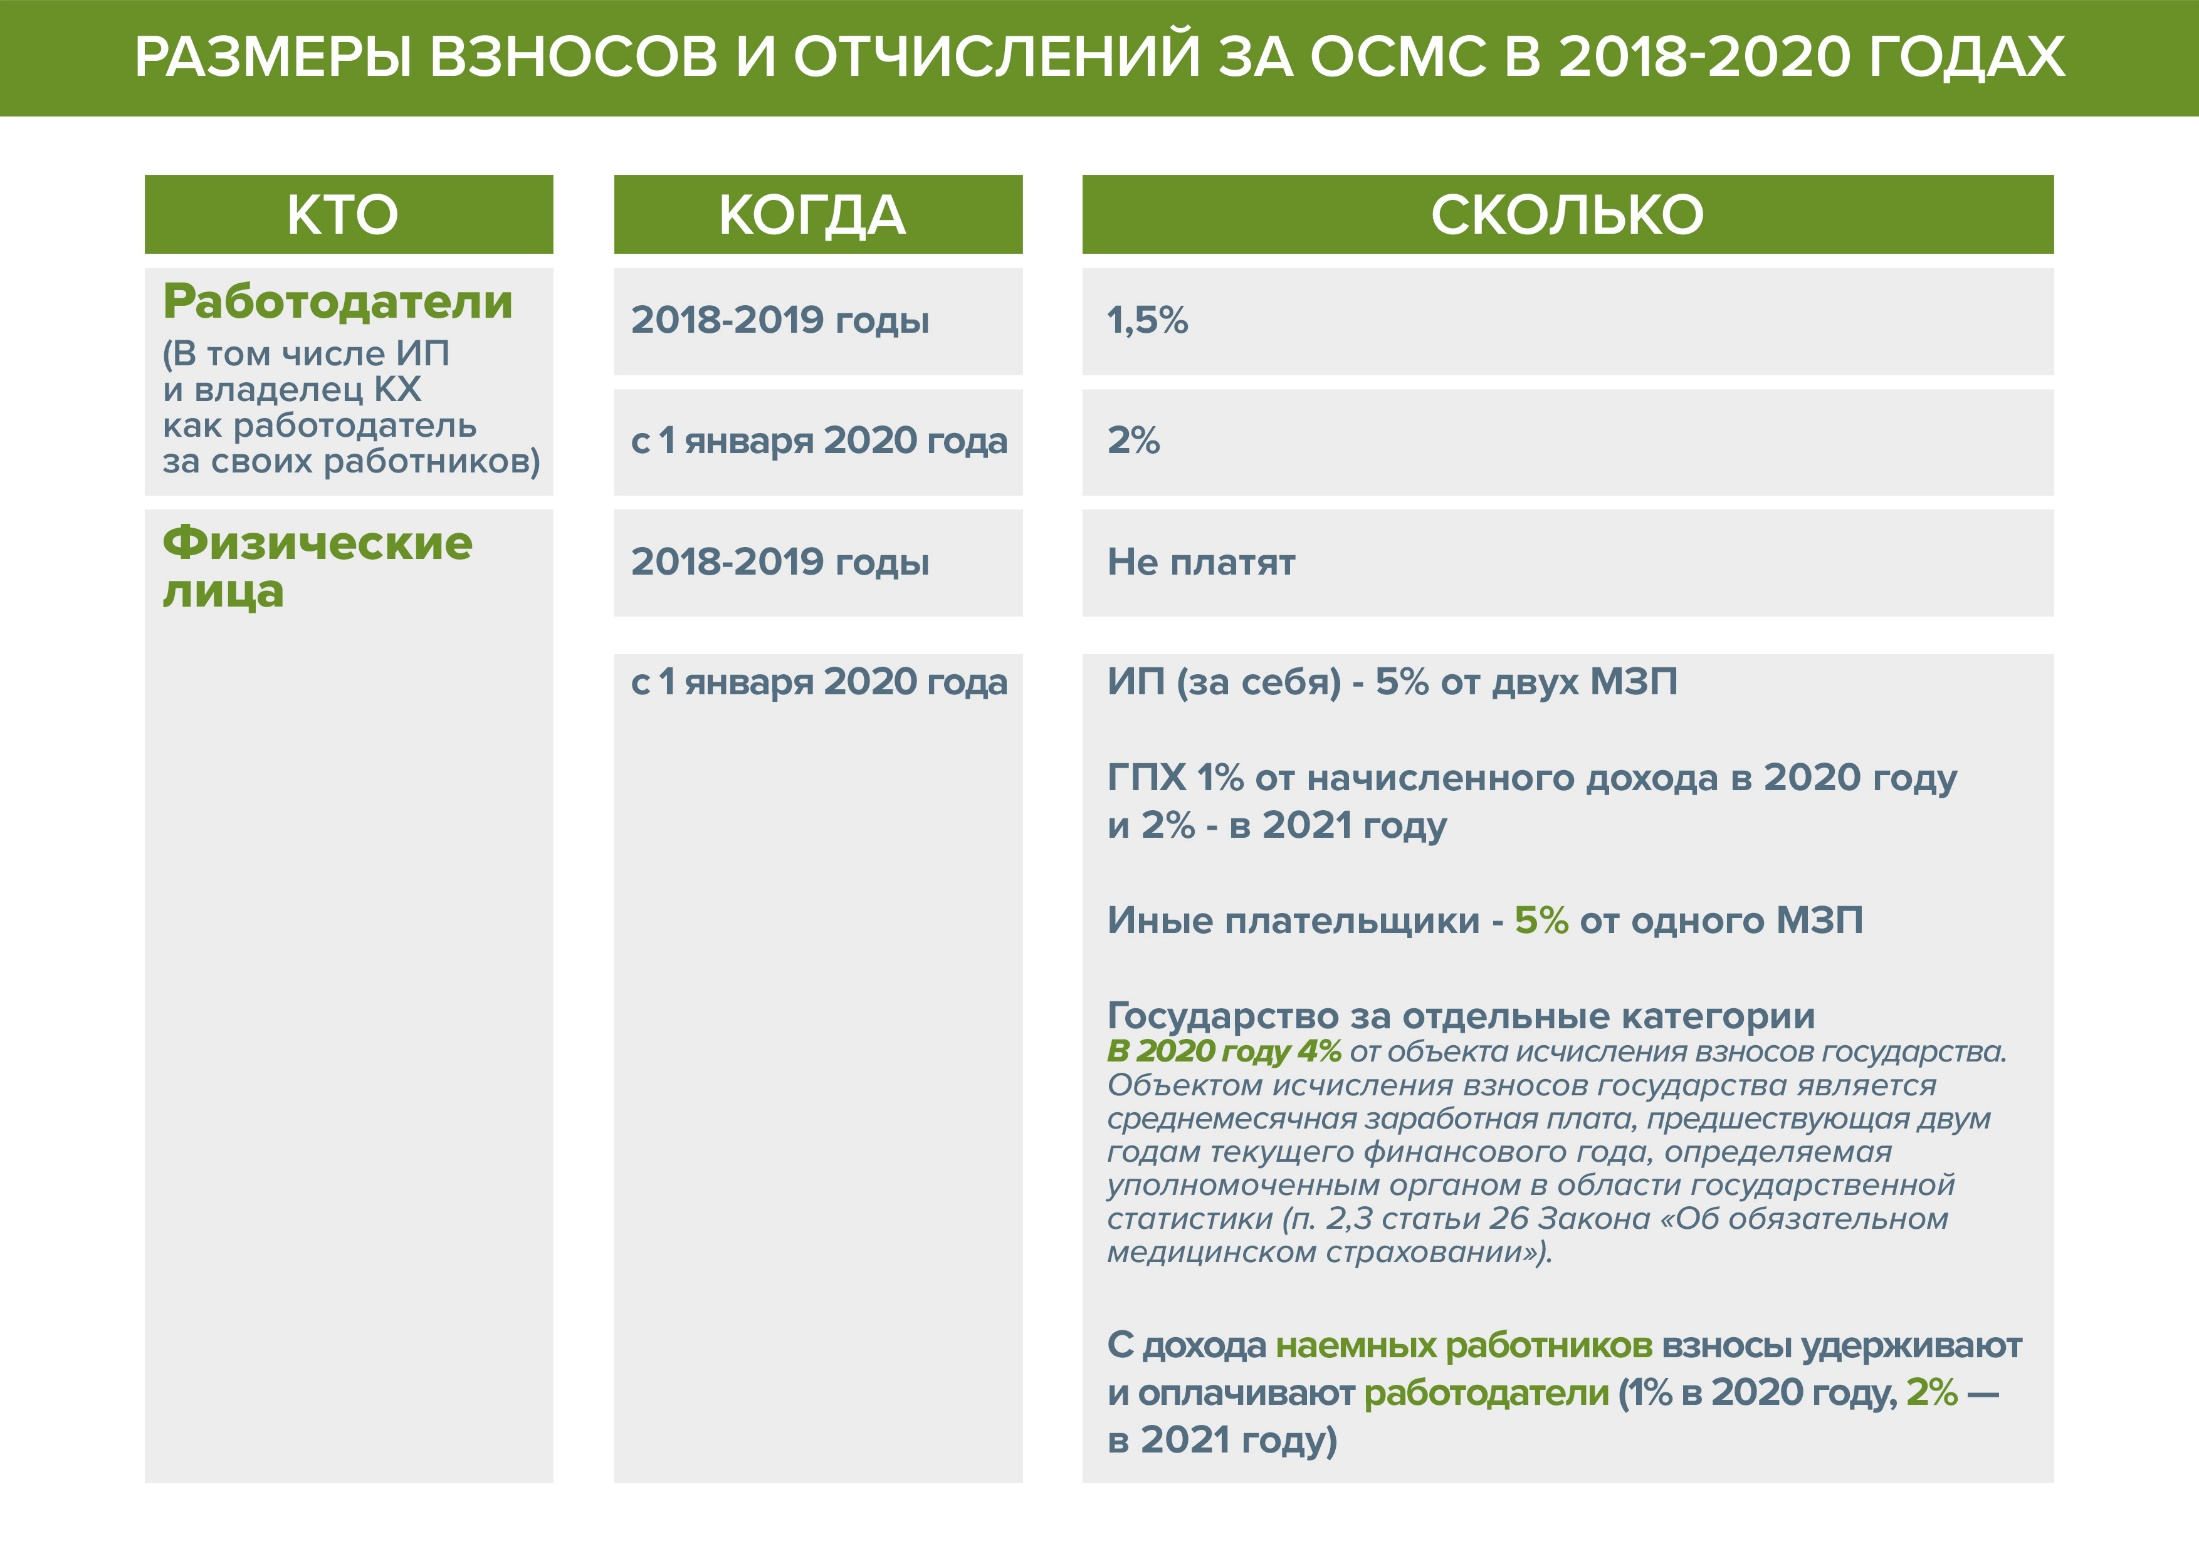 РАЗМЕРЫ ВЗНОСОВ И ОТЧИСЛЕНИЙ ЗА ОСМС В 2018-2020 ГОДАХ
КТО
КОГДА
СКОЛЬКО
Работодатели
(В том числе ИП
и владелец КХ
как работодатель
за своих работников)
2018-2019 годы
1,5%
с 1 января 2020 года
2%
Физические
лица
2018-2019 годы
Не платят
с 1 января 2020 года
ИП (за себя) - 5% от двух МЗП
ГПХ 1% от начисленного дохода в 2020 году
и 2% - в 2021 году
Иные плательщики - 5% от одного МЗП
Государство за отдельные категории
В 2020 году 4% от объекта исчисления взносов государства.
Объектом исчисления взносов государства является
среднемесячная заработная плата, предшествующая двум
годам текущего финансового года, определяемая
уполномоченным органом в области государственной
статистики (п. 2,3 статьи 26 Закона «Об обязательном
медицинском страховании»).
С дохода наемных работников взносы удерживают
и оплачивают работодатели (1% в 2020 году, 2% —
в 2021 году)